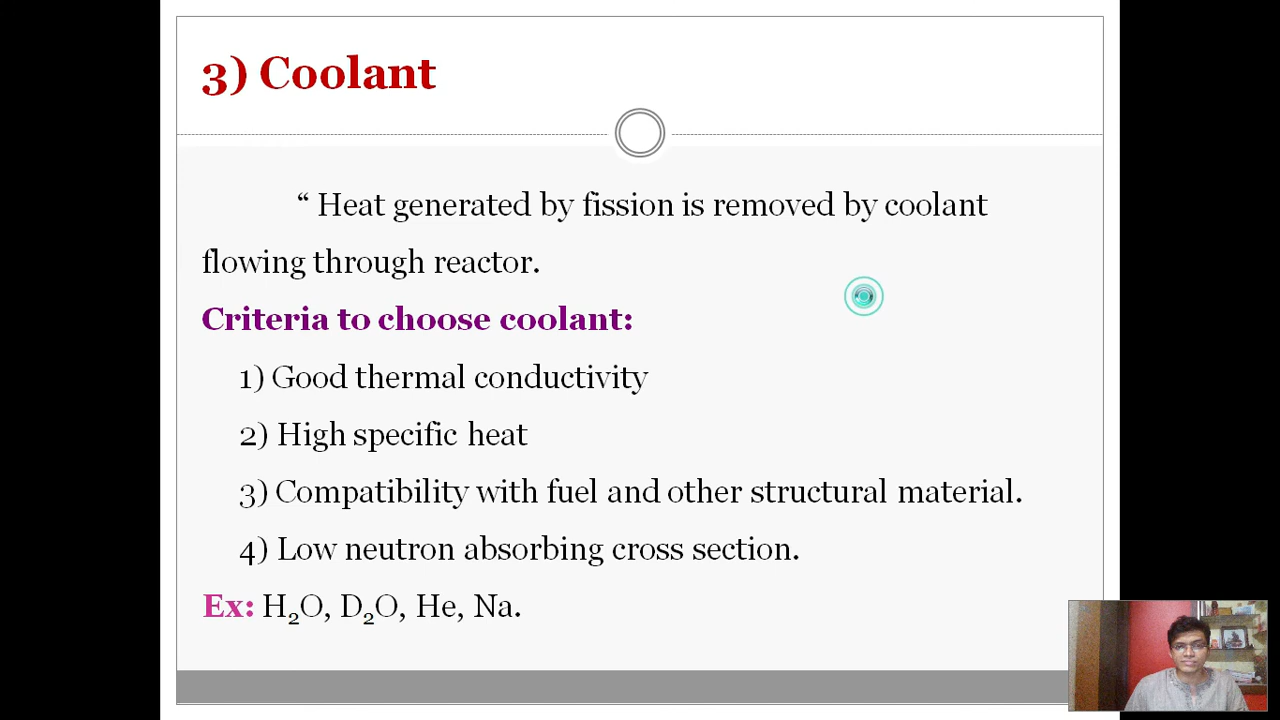 3) Coolant
“ Heat generated by fission is removed by coolant
flowing through reactor.
Criteria to choose coolant:
1) Good thermal conductivity
2) High specific heat
3) Compatibility with fuel and other structural material.
4) Low neutron absorbing cross section.
Ex: H₂O, D₂O, He, Na.